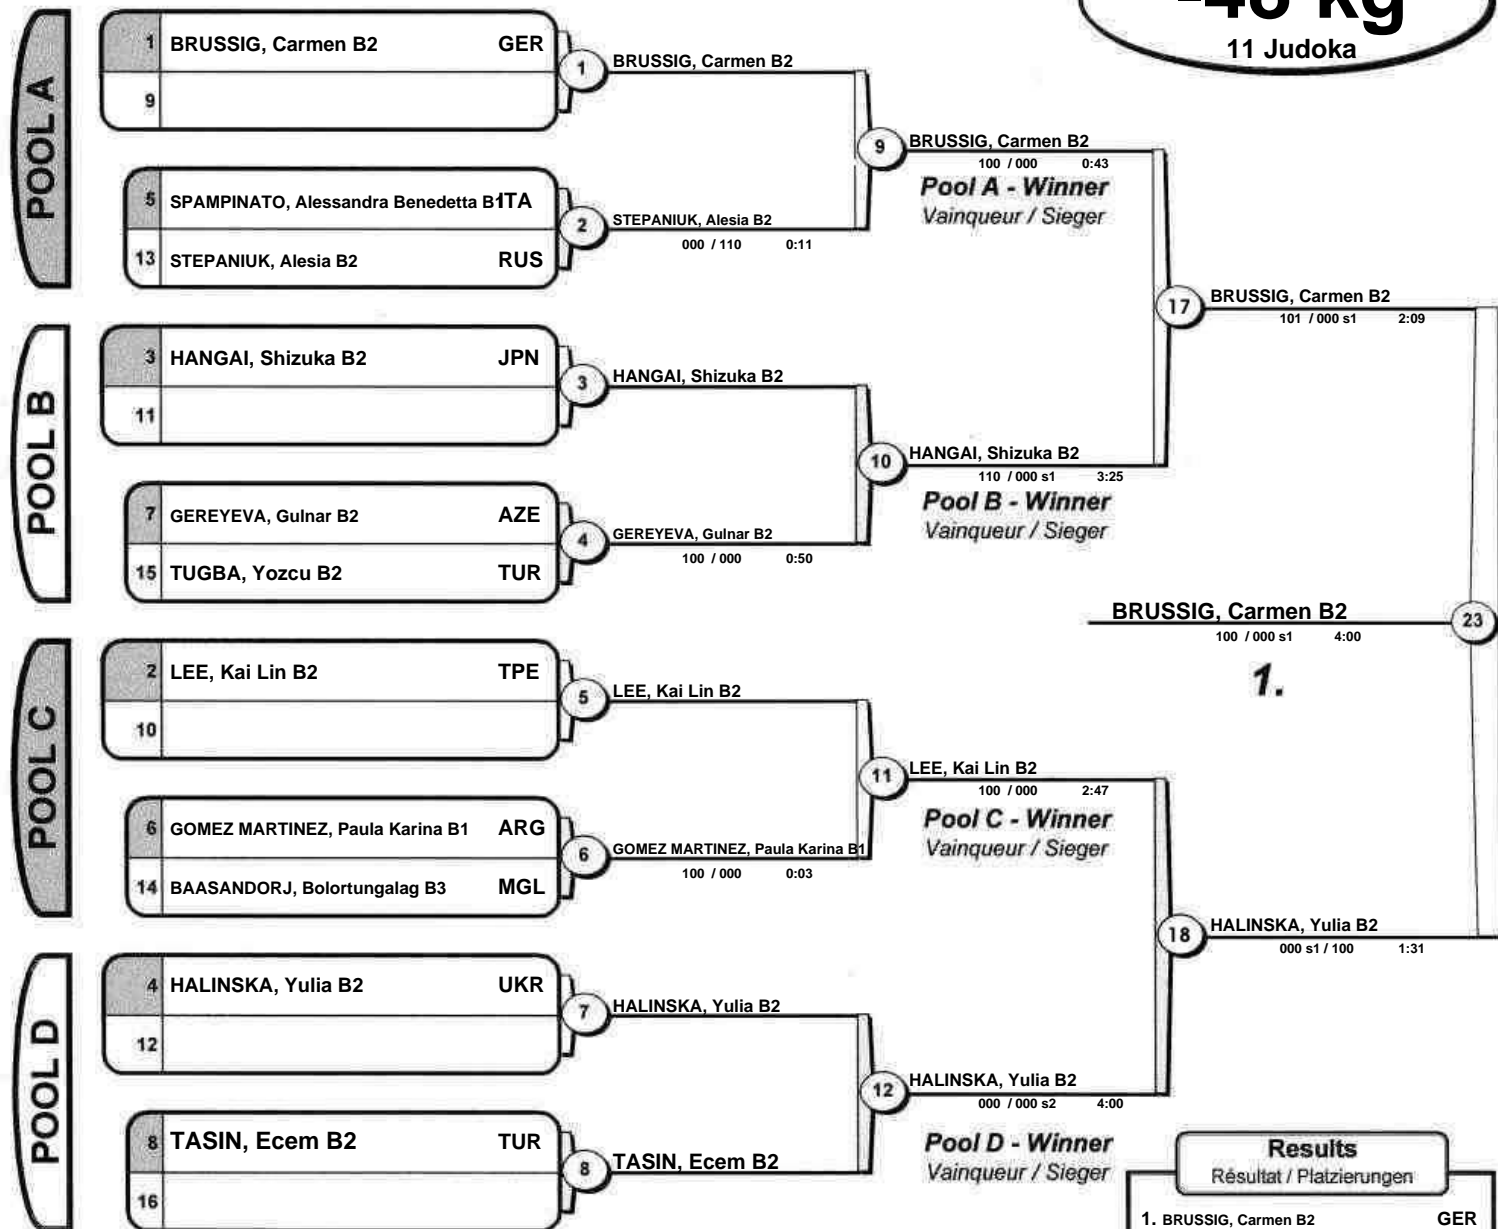 -48 kg
11 Judoka
POOL A
1 BRUSSIG, Carmen B2 GER
9
5 SPAMPINATO, Alessandra Benedetta B1 ITA
13 STEPANIUK, Alesia B2 RUS
1 BRUSSIG, Carmen B2
2 STEPANIUK, Alesia B2
000 / 110 0:11
9 BRUSSIG, Carmen B2
100 / 000 0:43
Pool A - Winner
Vainqueur / Sieger
POOL B
3 HANGAI, Shizuka B2 JPN
11
7 GEREYEVA, Gulnar B2 AZE
15 TUGBA, Yozcu B2 TUR
3 HANGAI, Shizuka B2
4 GEREYEVA, Gulnar B2
100 / 000 0:50
10 HANGAI, Shizuka B2
110 / 000 s1 3:25
Pool B - Winner
Vainqueur / Sieger
17 BRUSSIG, Carmen B2
101 / 000 s1 2:09
BRUSSIG, Carmen B2 23
100 / 000 s1 4:00
1.
POOL C
2 LEE, Kai Lin B2 TPE
10
6 GOMEZ MARTINEZ, Paula Karina B1 ARG
14 BAASANDORJ, Bolortungalag B3 MGL
5 LEE, Kai Lin B2
6 GOMEZ MARTINEZ, Paula Karina B1
100 / 000 0:03
11 LEE, Kai Lin B2
100 / 000 2:47
Pool C - Winner
Vainqueur / Sieger
POOL D
4 HALINSKA, Yulia B2 UKR
12
8 TASIN, Ecem B2 TUR
16
7 HALINSKA, Yulia B2
8 TASIN, Ecem B2
12 HALINSKA, Yulia B2
000 / 000 s2 4:00
Pool D - Winner
Vainqueur / Sieger
18 HALINSKA, Yulia B2
000 s1 / 100 1:31
Results
Résultat / Platzierungen
1. BRUSSIG, Carmen B2 GER